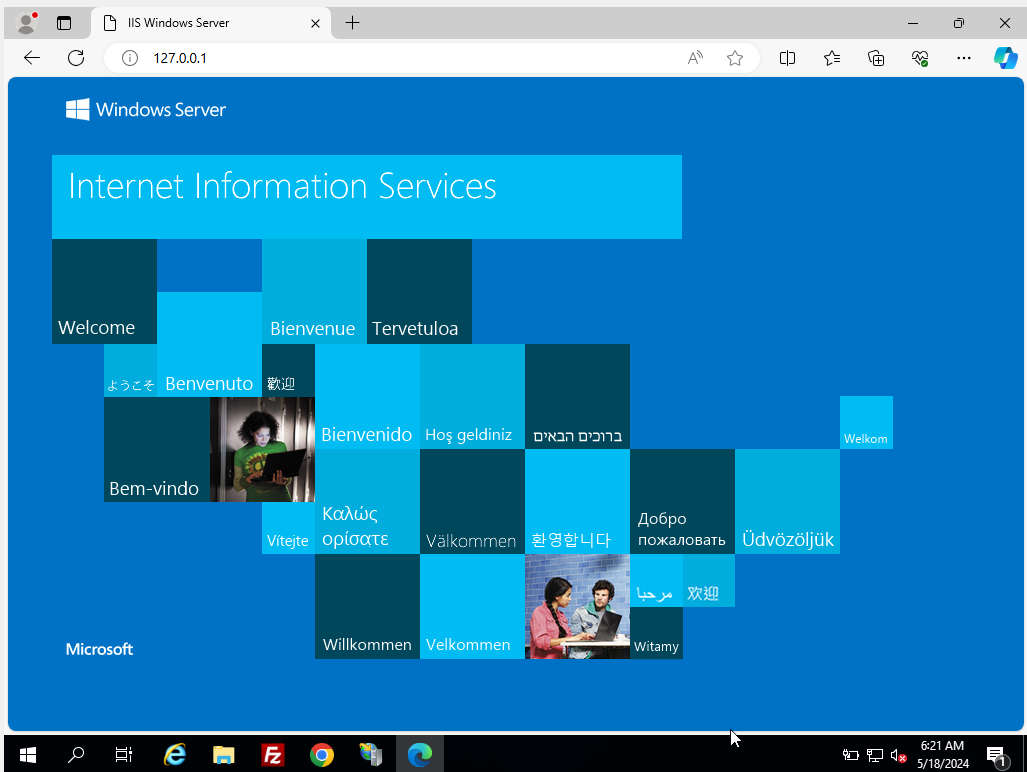 IIS Windows Server
127.0.0.1
Windows Server
Internet Information Services
Welcome
Bienvenue
Tervetuloa
ようこそ
Benvenuto
歡迎
Bienvenido
Hoş geldiniz
ברוכים הבאים
Welkom
Bem-vindo
Vítejte
Καλώς
ορίσατε
Välkommen
환영합니다
Добро
пожаловать
Üdvözöljük
Willkommen
Velkommen
مرحبا
欢迎
Witamy
Microsoft
6:21 AM
5/18/2024
1